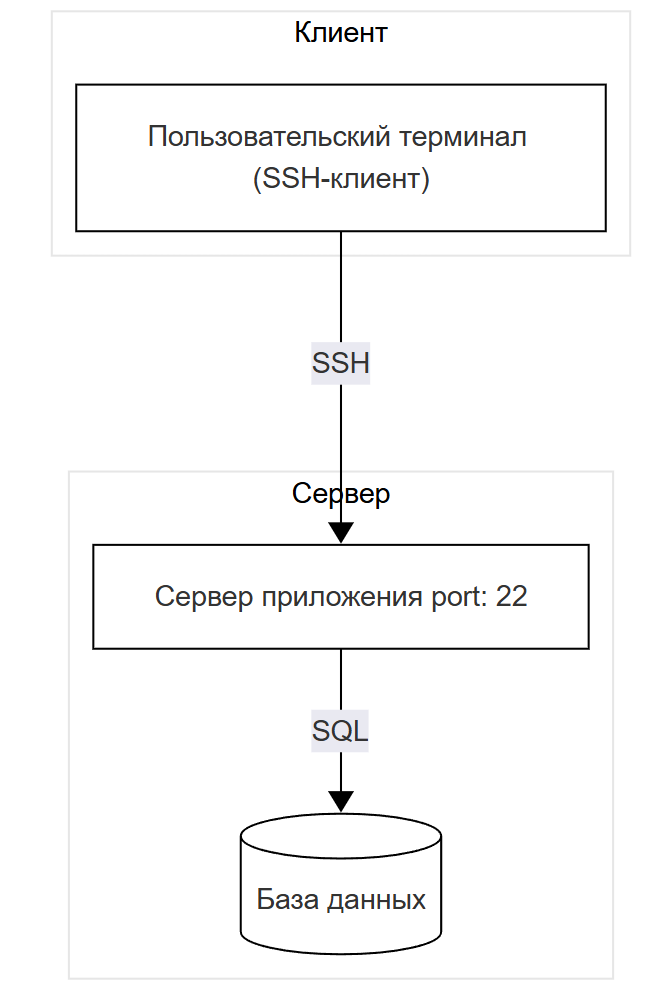 Клиент
Пользовательский терминал
(SSH-клиент)
SSH
Сервер
Сервер приложения port: 22
SQL
База данных